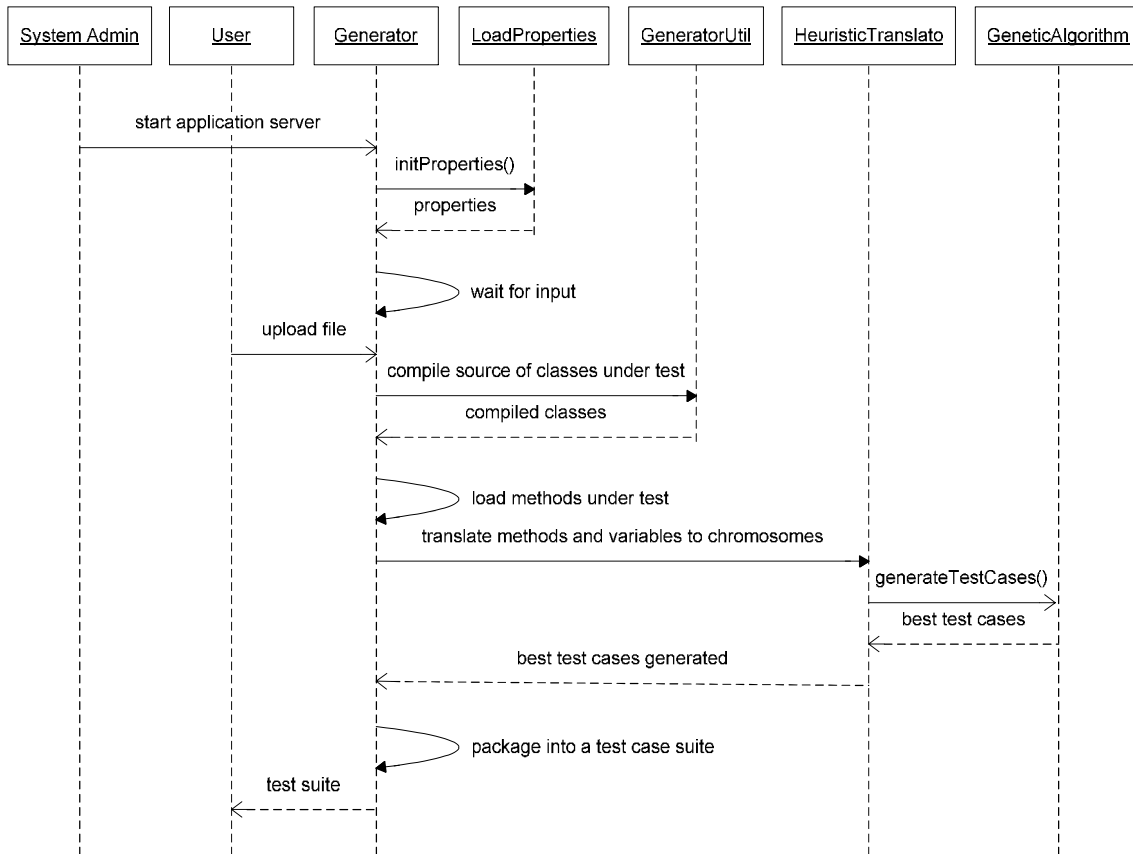 System Admin
User
Generator
LoadProperties
GeneratorUtil
HeuristicTranslato
GeneticAlgorithm
start application server
initProperties()
properties
wait for input
upload file
compile source of classes under test
compiled classes
load methods under test
translate methods and variables to chromosomes
generateTestCases()
best test cases
best test cases generated
package into a test case suite
test suite